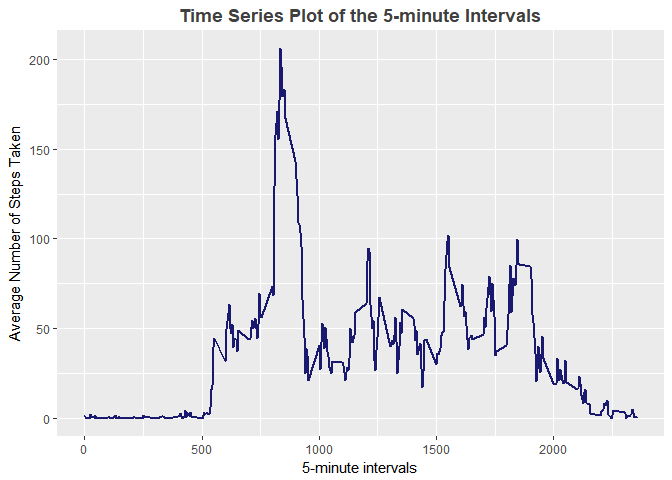 Time Series Plot of the 5-minute Intervals
Average Number of Steps Taken
200
150
100
50
0
0 500 1000 1500 2000
5-minute intervals